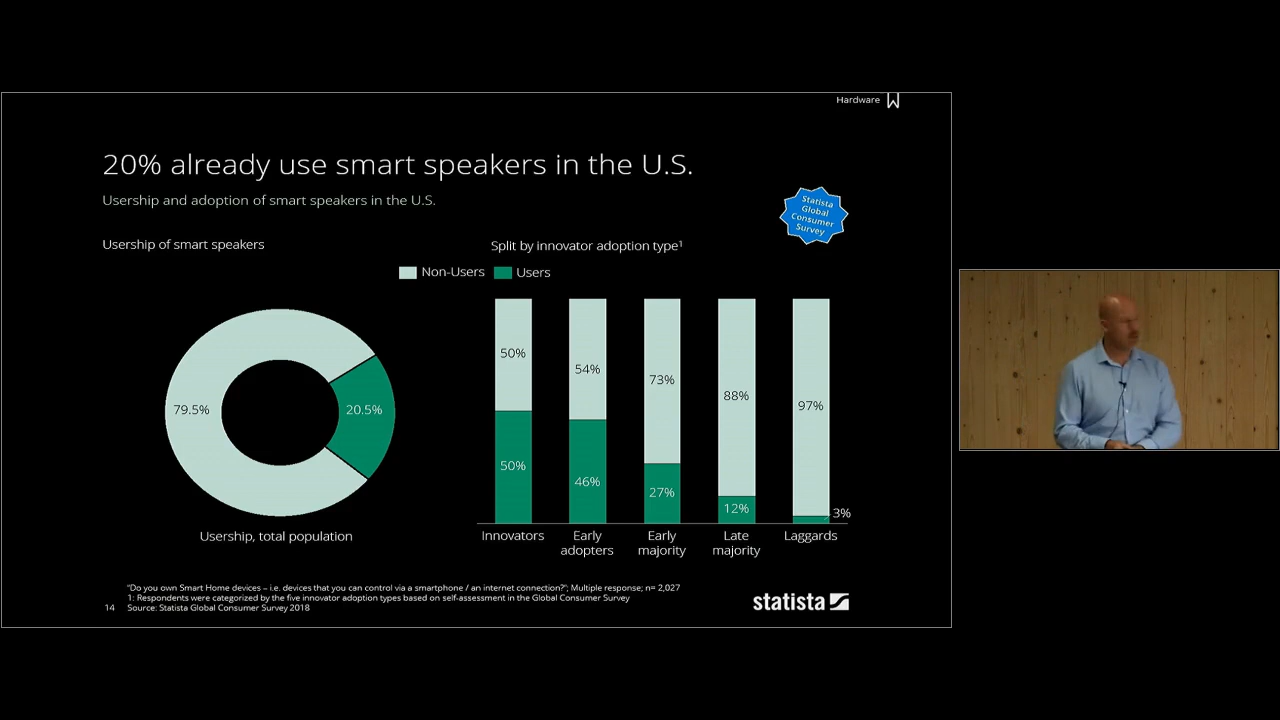 Hardware
20% already use smart speakers in the U.S.
Usership and adoption of smart speakers in the U.S.
Statista
Global
Consumer
Survey
Usership of smart speakers
Split by innovator adoption type¹
Non-Users
Users
79.5%
20.5%
Usership, total population
50%
54%
73%
88%
97%
50%
46%
27%
12%
3%
Innovators
Early
adopters
Early
majority
Late
majority
Laggards
"Do you own Smart Home devices – i.e. devices that you can control via a smartphone / an internet connection?"; Multiple response; n= 2,027
1: Respondents were categorized by the five innovator adoption types based on self-assessment in the Global Consumer Survey
14 Source: Statista Global Consumer Survey 2018
statista